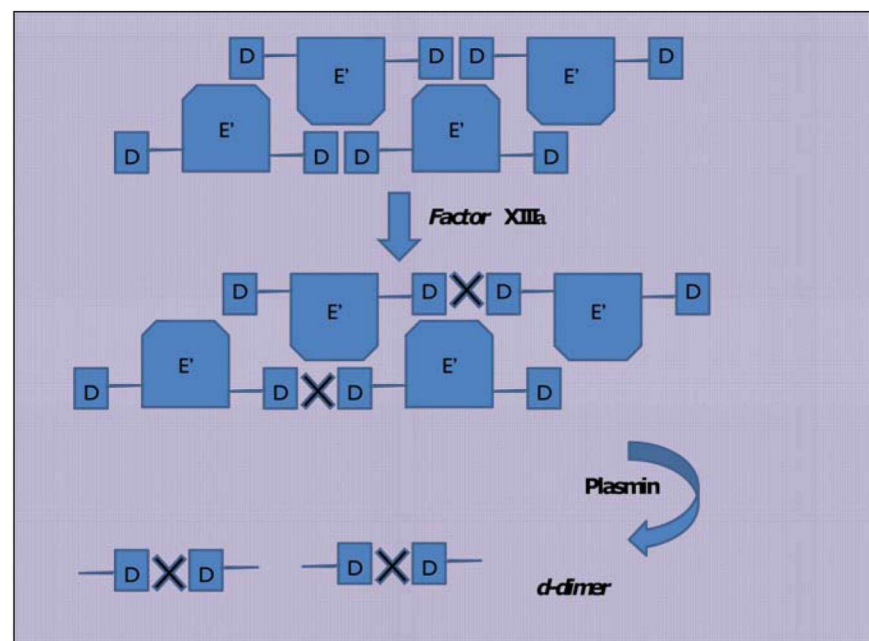 D E' D D E' D
D E' D D E' D
Factor XIIIa
D E' D X D E' D
D E' D X D E' D
Plasmin
D X D D X D
d-dimer